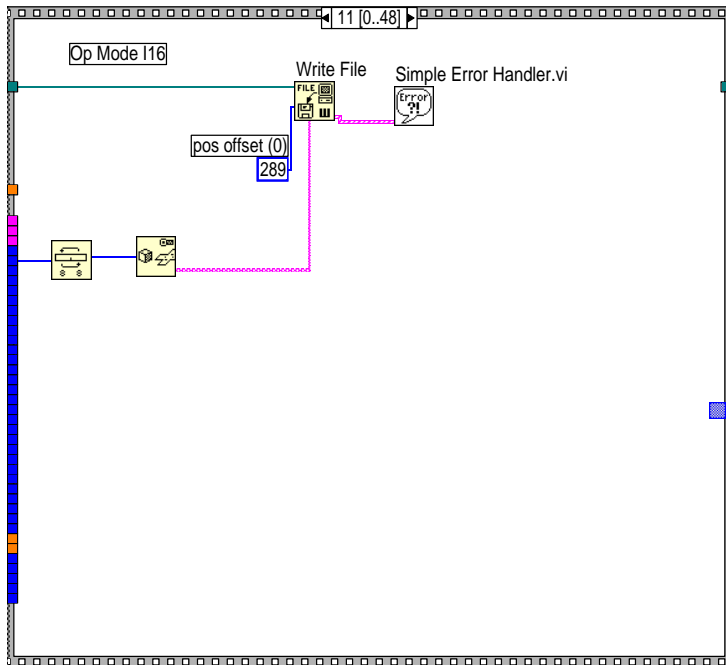 11 [0..48]
Op Mode I16
Write File
Simple Error Handler.vi
FILE
Error
?!
W
pos offset (0)
289